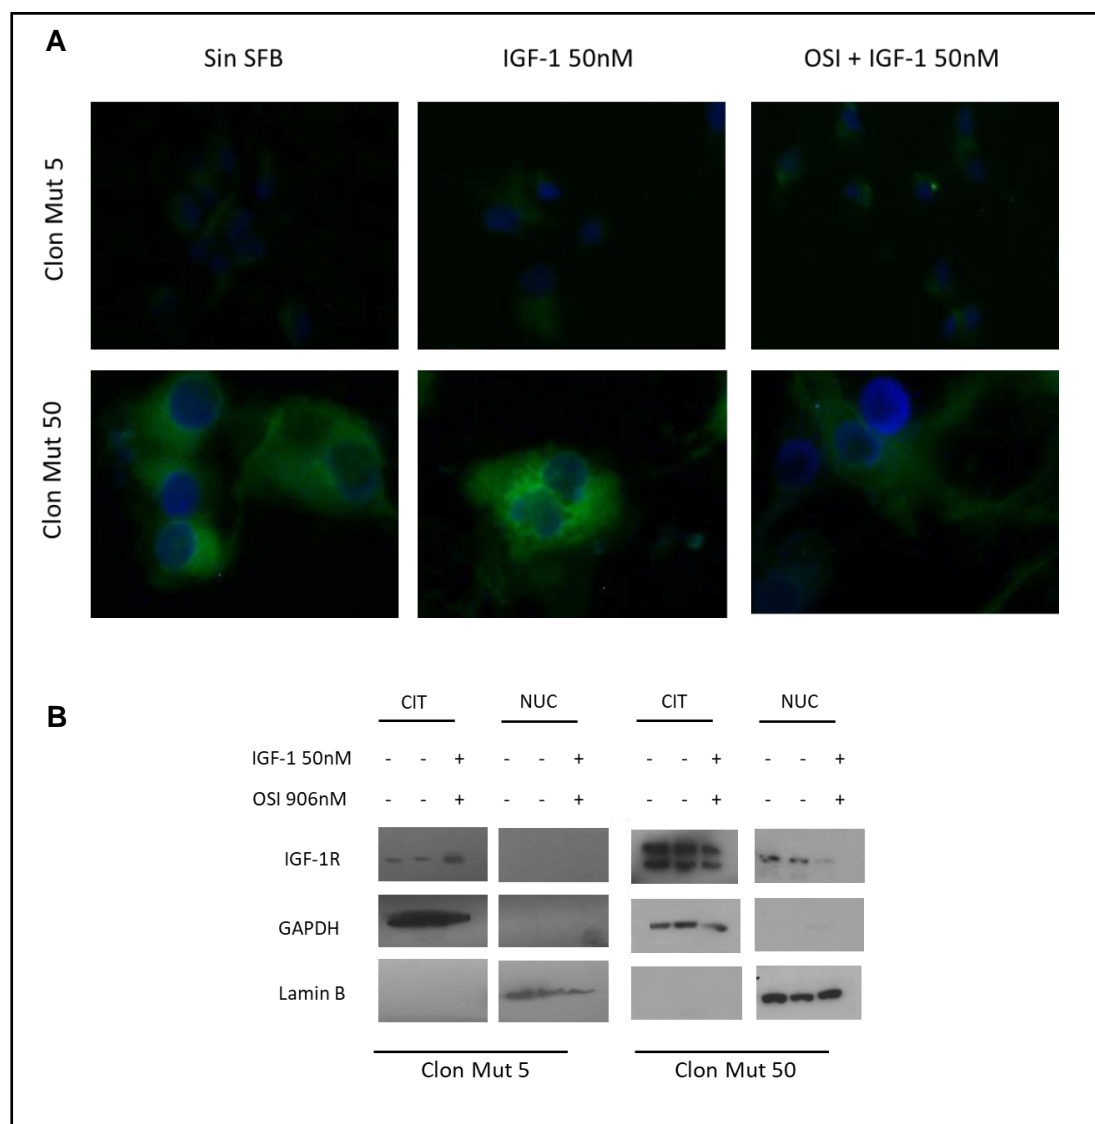 A
Sin SFB IGF-1 50nM OSI + IGF-1 50nM
Clon Mut 5
Clon Mut 50
B
CIT NUC CIT NUC
IGF-1 50nM - - + - - + - - + - - +
OSI 906nM - - + - - + - - + - - +
IGF-1R
GAPDH
Lamin B
Clon Mut 5 Clon Mut 50